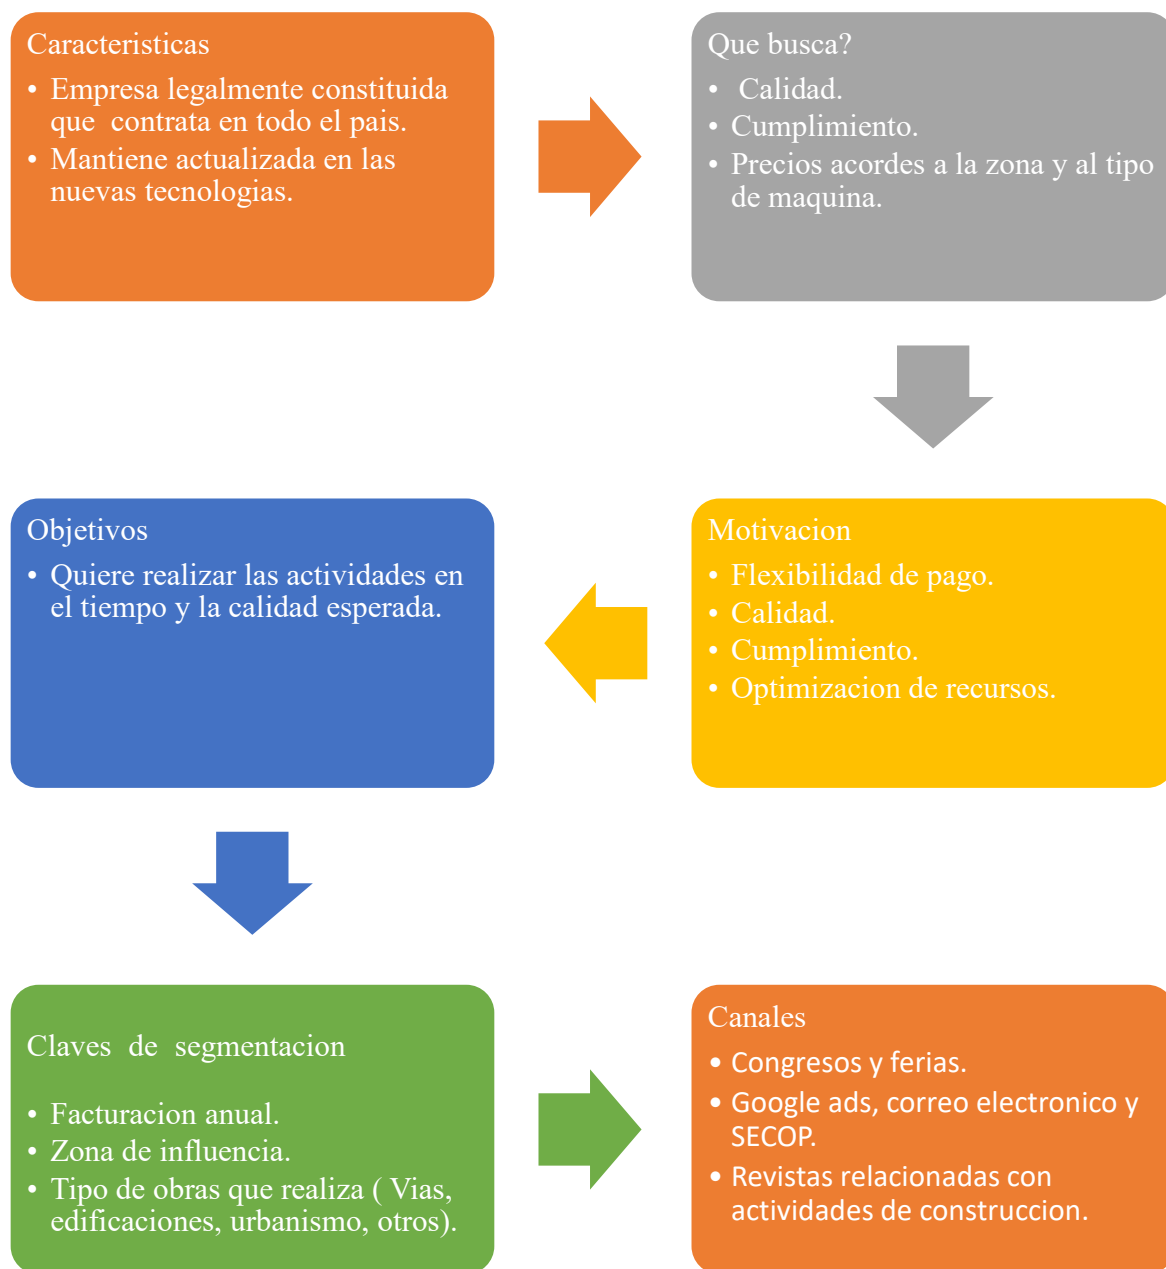 Caracteristicas
• Empresa legalmente constituida
que  contrata en todo el pais.
• Mantiene actualizada en las
nuevas tecnologias.
Que busca?
•  Calidad.
• Cumplimiento.
• Precios acordes a la zona y al tipo
de maquina.
Motivacion
• Flexibilidad de pago.
• Calidad.
• Cumplimiento.
• Optimizacion de recursos.
Objetivos
• Quiere realizar las actividades en
el tiempo y la calidad esperada.
Claves  de  segmentacion
• Facturacion anual.
• Zona de influencia.
• Tipo de obras que realiza ( Vias,
edificaciones, urbanismo, otros).
Canales
• Congresos y ferias.
• Google ads, correo electronico y
SECOP.
• Revistas relacionadas con
actividades de construccion.